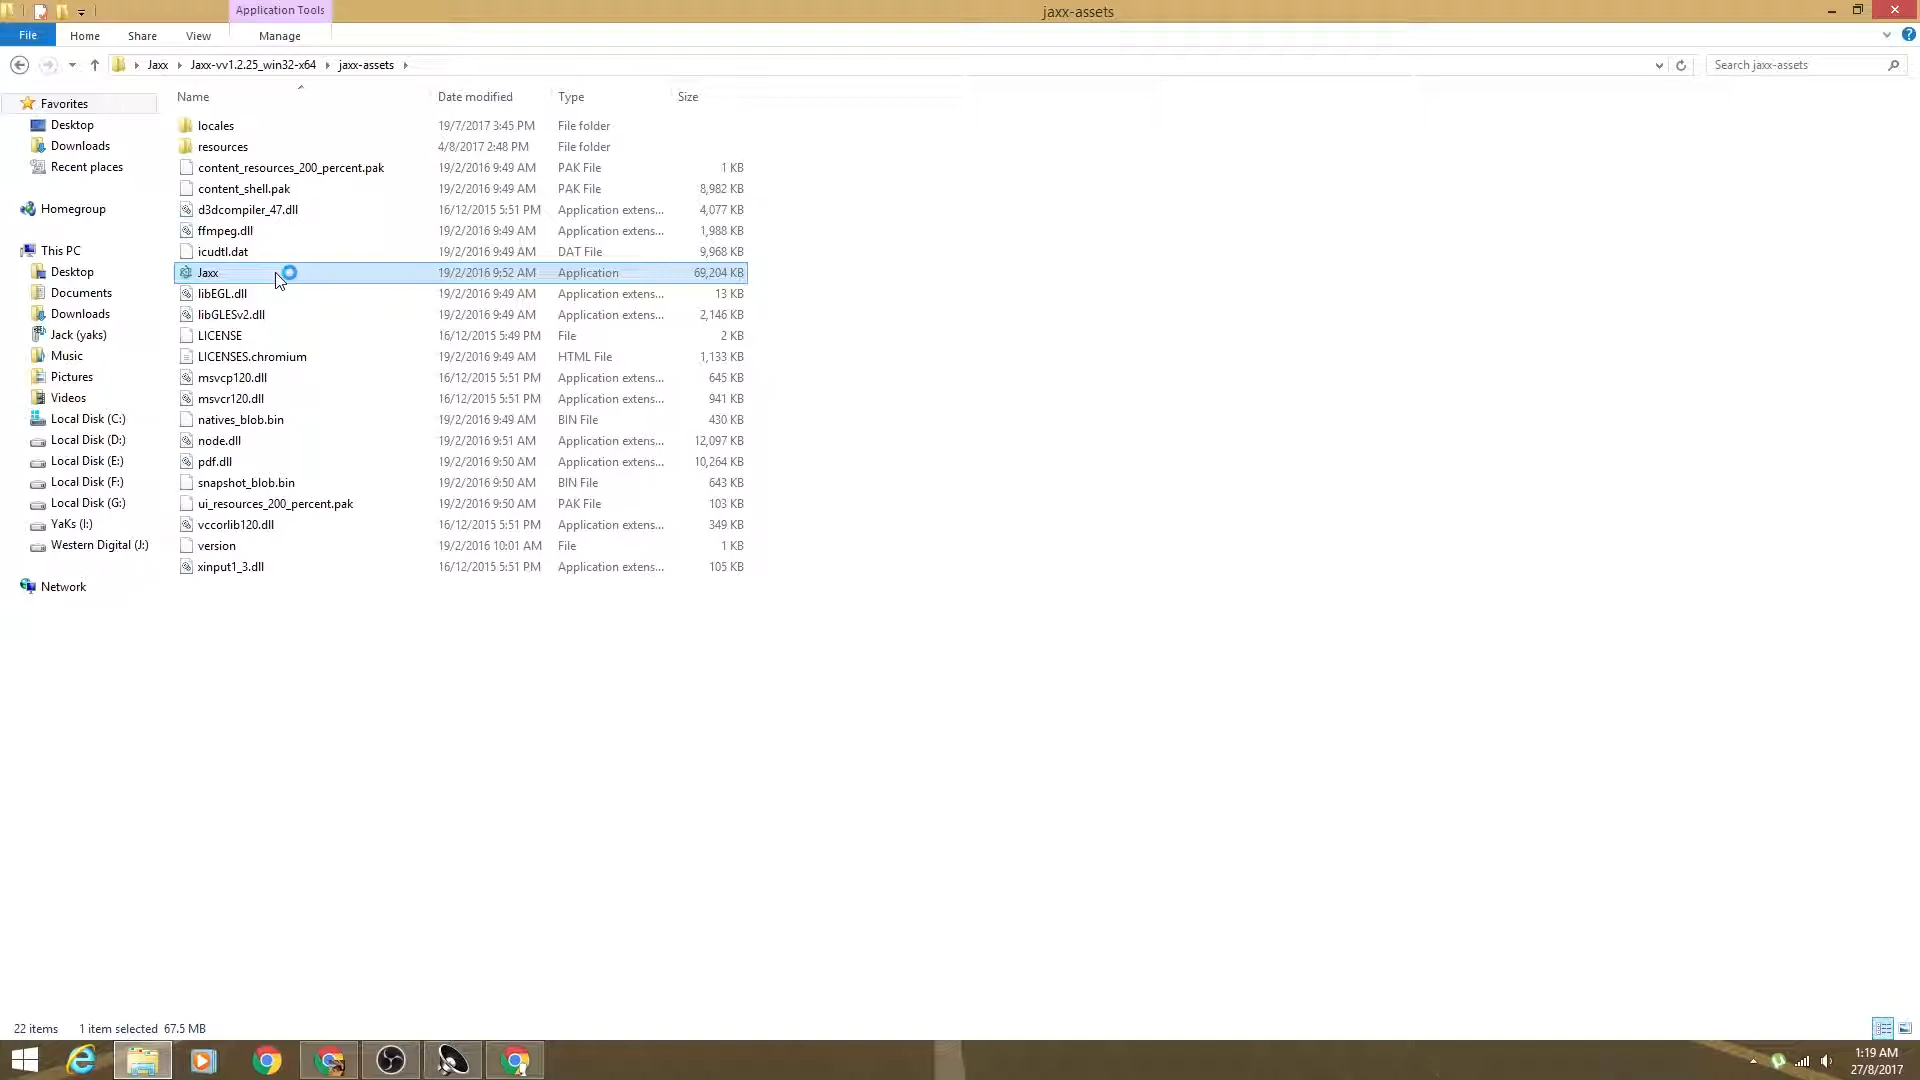 Application Tools
jaxx-assets
File Home Share View Manage
Jaxx Jaxx-vv1.2.25_win32-x64 jaxx-assets
Search jaxx-assets
Name Date modified Type Size
Favorites
Desktop
Downloads
Recent places
Homegroup
This PC
Desktop
Documents
Downloads
Jack (yaks)
Music
Pictures
Videos
Local Disk (C:)
Local Disk (D:)
Local Disk (E:)
Local Disk (F:)
Local Disk (G:)
YaKs (I:)
Western Digital (J:)
Network
locales 19/7/2017 3:45 PM File folder
resources 4/8/2017 2:48 PM File folder
content_resources_200_percent.pak 19/2/2016 9:49 AM PAK File 1 KB
content_shell.pak 19/2/2016 9:49 AM PAK File 8,982 KB
d3dcompiler_47.dll 16/12/2015 5:51 PM Application extens... 4,077 KB
ffmpeg.dll 19/2/2016 9:49 AM Application extens... 1,988 KB
icudtl.dat 19/2/2016 9:49 AM DAT File 9,968 KB
Jaxx 19/2/2016 9:52 AM Application 69,204 KB
libEGL.dll 19/2/2016 9:49 AM Application extens... 13 KB
libGLESv2.dll 19/2/2016 9:49 AM Application extens... 2,146 KB
LICENSE 16/12/2015 5:49 PM File 2 KB
LICENSES.chromium 19/2/2016 9:49 AM HTML File 1,133 KB
msvcp120.dll 16/12/2015 5:51 PM Application extens... 645 KB
msvcr120.dll 16/12/2015 5:51 PM Application extens... 941 KB
natives_blob.bin 19/2/2016 9:49 AM BIN File 430 KB
node.dll 19/2/2016 9:51 AM Application extens... 12,097 KB
pdf.dll 19/2/2016 9:50 AM Application extens... 10,264 KB
snapshot_blob.bin 19/2/2016 9:50 AM BIN File 643 KB
ui_resources_200_percent.pak 19/2/2016 9:50 AM PAK File 103 KB
vccorlib120.dll 16/12/2015 5:51 PM Application extens... 349 KB
version 19/2/2016 10:01 AM File 1 KB
xinput1_3.dll 16/12/2015 5:51 PM Application extens... 105 KB
22 items 1 item selected 67.5 MB
1:19 AM
27/8/2017